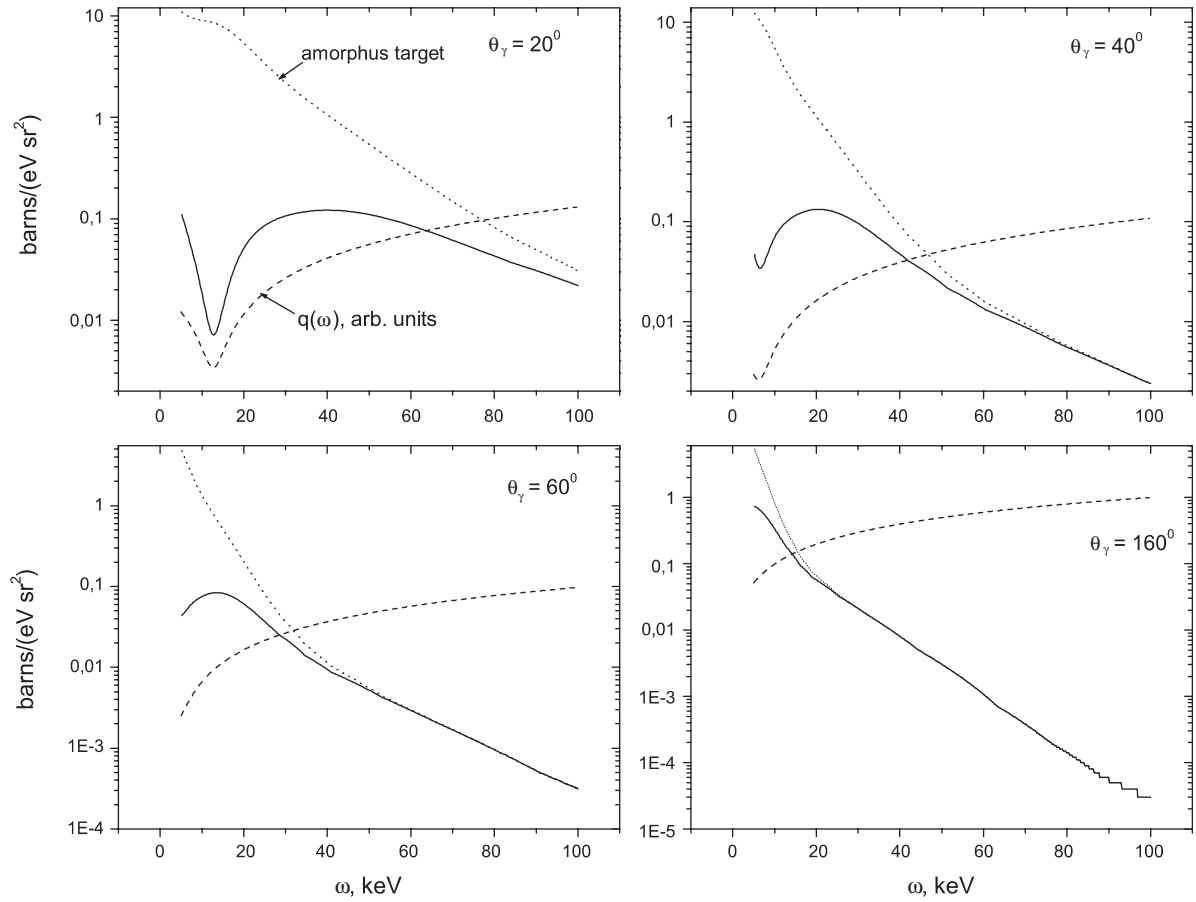 barns/(eV sr²)
10
1
0,1
0,01
θγ = 20⁰
amorphus target
q(ω), arb. units
0 20 40 60 80 100
10
1
0,1
0,01
θγ = 40⁰
0 20 40 60 80 100
barns/(eV sr²)
1
0,1
0,01
1E-3
1E-4
θγ = 60⁰
0 20 40 60 80 100
ω, keV
1
0,1
0,01
1E-3
1E-4
1E-5
θγ = 160⁰
0 20 40 60 80 100
ω, keV